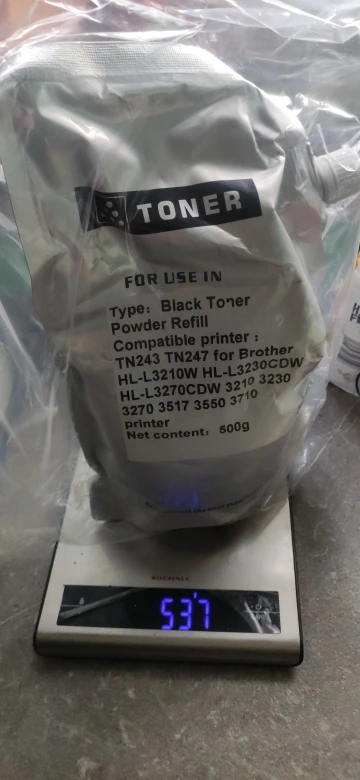 TONER
FOR USE IN
Type: Black Toner
Powder Refill
Compatible printer :
TN243 TN247 for Brother
HL-L3210W HL-L3230CDW
HL-L3270CDW 3210 3230
3270 3517 3550 3710
printer
Net content: 500g
SOEHNLE
537